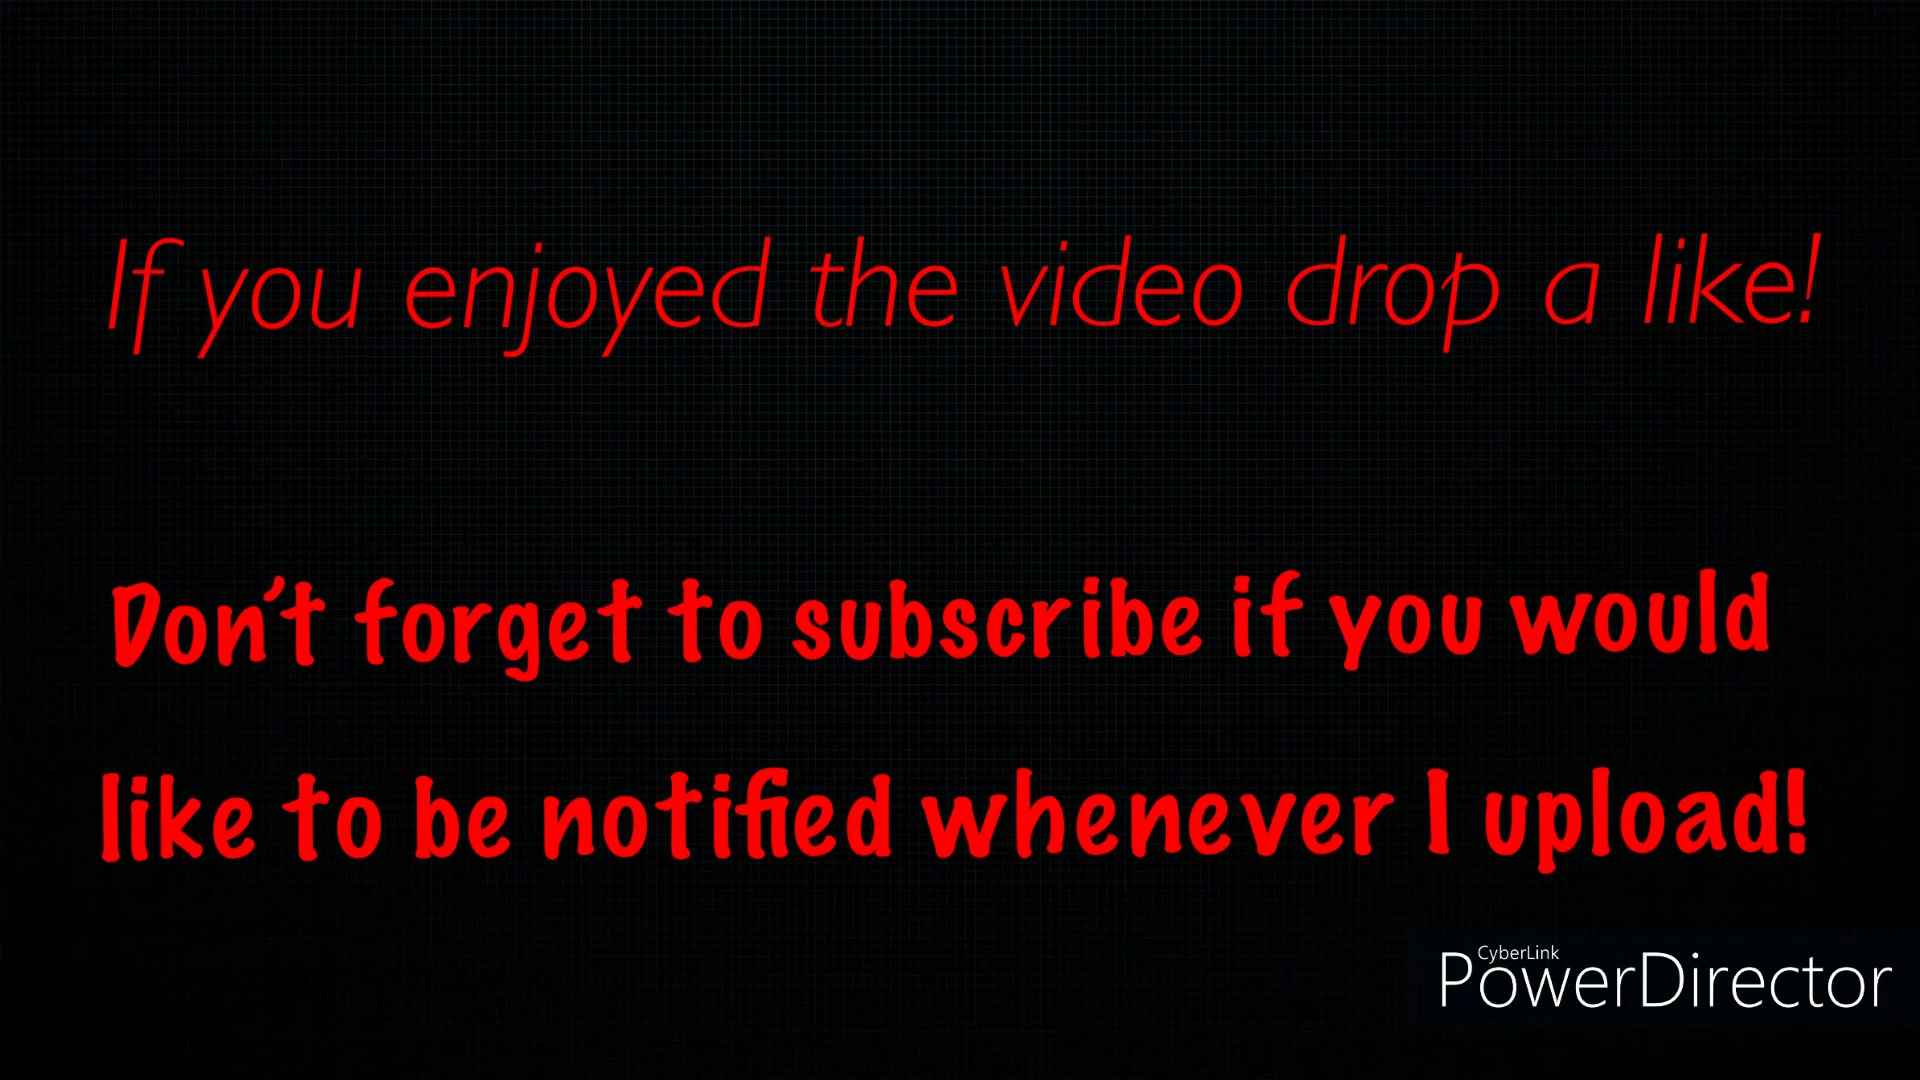 If you enjoyed the video drop a like!
Don't forget to subscribe if you would
like to be notified whenever I upload!
CyberLink
PowerDirector